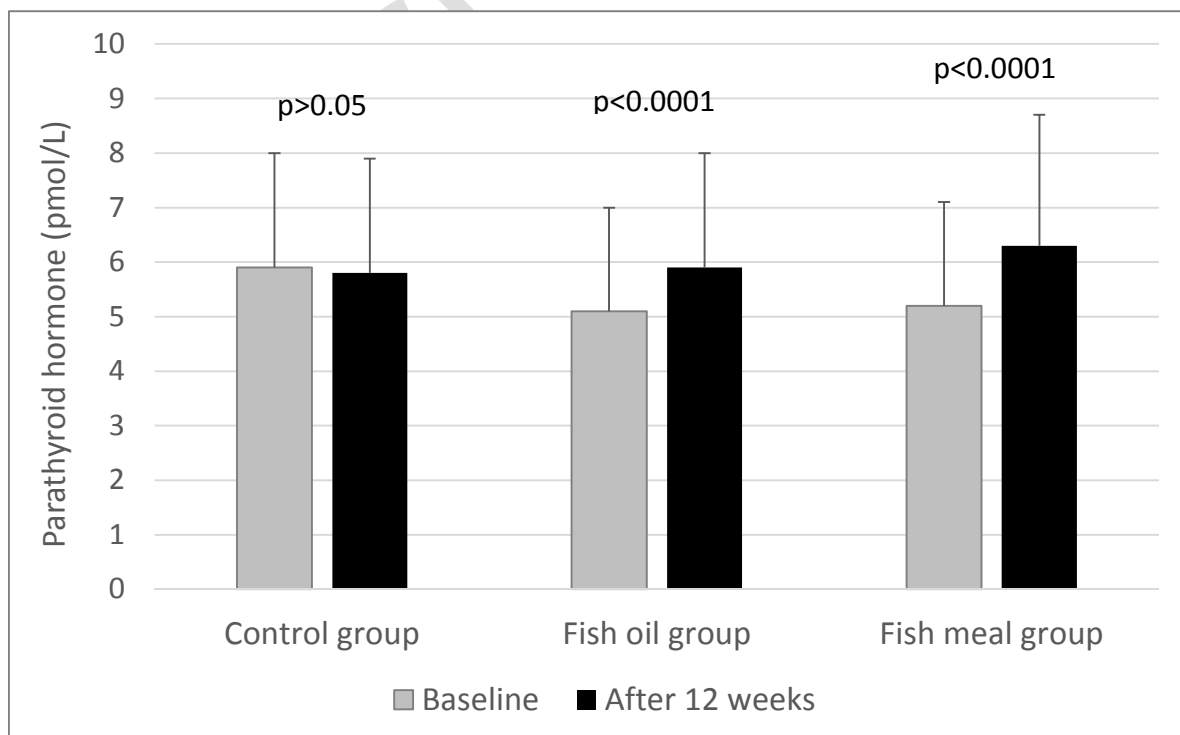 10
9
8
7
6
5
4
3
2
1
0
Parathyroid hormone (pmol/L)
p>0.05
p<0.0001
p<0.0001
Control group
Fish oil group
Fish meal group
Baseline
After 12 weeks